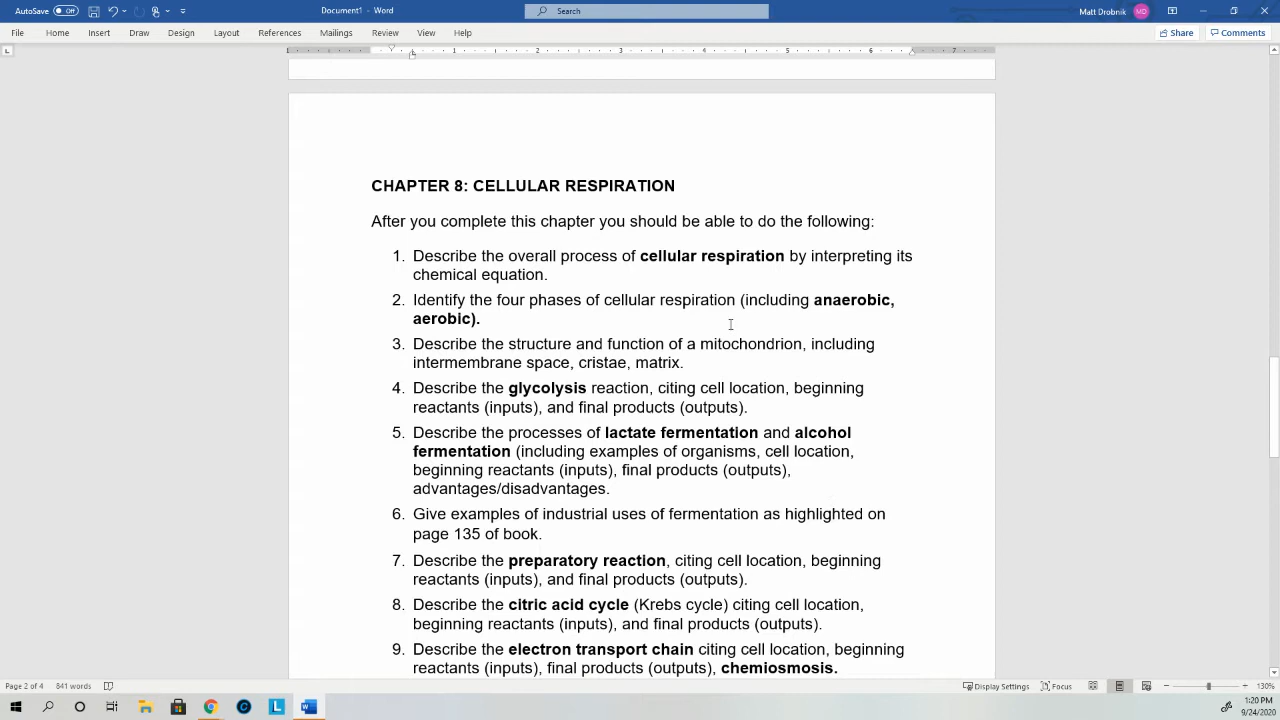 AutoSave Off
Document1 - Word
Search
Matt Drobnik MD
File Home Insert Draw Design Layout References Mailings Review View Help
Share Comments
1 2 3 4 5 6 7
CHAPTER 8: CELLULAR RESPIRATION
After you complete this chapter you should be able to do the following:
1. Describe the overall process of cellular respiration by interpreting its
chemical equation.
2. Identify the four phases of cellular respiration (including anaerobic,
aerobic).
3. Describe the structure and function of a mitochondrion, including
intermembrane space, cristae, matrix.
4. Describe the glycolysis reaction, citing cell location, beginning
reactants (inputs), and final products (outputs).
5. Describe the processes of lactate fermentation and alcohol
fermentation (including examples of organisms, cell location,
beginning reactants (inputs), final products (outputs),
advantages/disadvantages.
6. Give examples of industrial uses of fermentation as highlighted on
page 135 of book.
7. Describe the preparatory reaction, citing cell location, beginning
reactants (inputs), and final products (outputs).
8. Describe the citric acid cycle (Krebs cycle) citing cell location,
beginning reactants (inputs), and final products (outputs).
9. Describe the electron transport chain citing cell location, beginning
reactants (inputs), final products (outputs), chemiosmosis.
Page 2 of 4 841 words
Display Settings Focus 130%
1:20 PM
9/24/2020